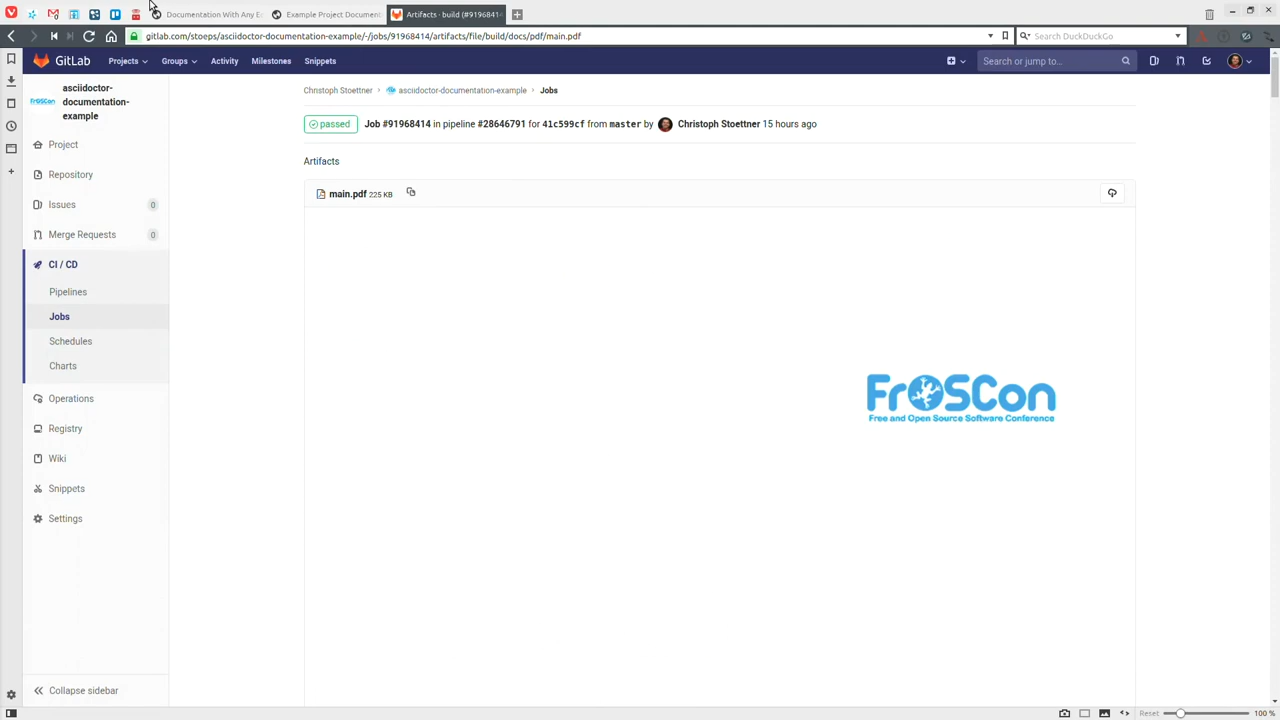 Documentation With Any E
Example Project Document
Artifacts · build (#9196841
gitlab.com/stoeps/asciidoctor-documentation-example/-/jobs/91968414/artifacts/file/build/docs/pdf/main.pdf
Search DuckDuckGo
GitLab
Projects
Groups
Activity
Milestones
Snippets
Search or jump to...
FrOSCon
asciidoctor-
documentation-
example
Project
Repository
Issues 0
Merge Requests 0
CI / CD
Pipelines
Jobs
Schedules
Charts
Operations
Registry
Wiki
Snippets
Settings
Collapse sidebar
Christoph Stoettner > asciidoctor-documentation-example > Jobs
passed Job #91968414 in pipeline #28646791 for 41c599cf from master by Christoph Stoettner 15 hours ago
Artifacts
main.pdf 225 KB
FrOSCon
Free and Open Source Software Conference
Reset
100 %